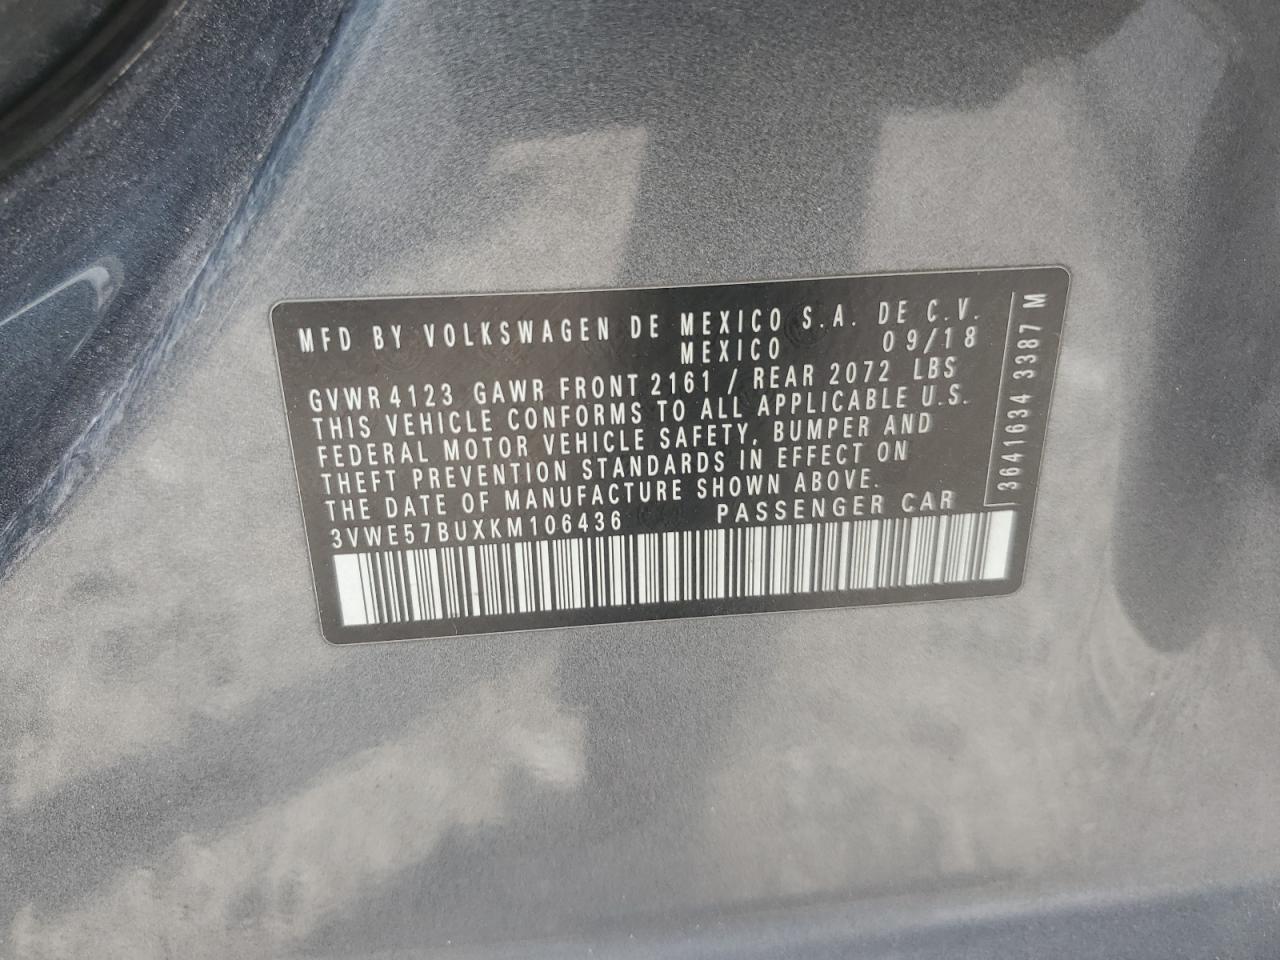 MFD BY VOLKSWAGEN DE MEXICO S.A. DE C.V.
MEXICO 09/18
GVWR 4123 GAWR FRONT 2161 / REAR 2072 LBS
THIS VEHICLE CONFORMS TO ALL APPLICABLE U.S.
FEDERAL MOTOR VEHICLE SAFETY, BUMPER AND
THEFT PREVENTION STANDARDS IN EFFECT ON
THE DATE OF MANUFACTURE SHOWN ABOVE.
3VWE57BUXKM106436 PASSENGER CAR
3641634 3387 M